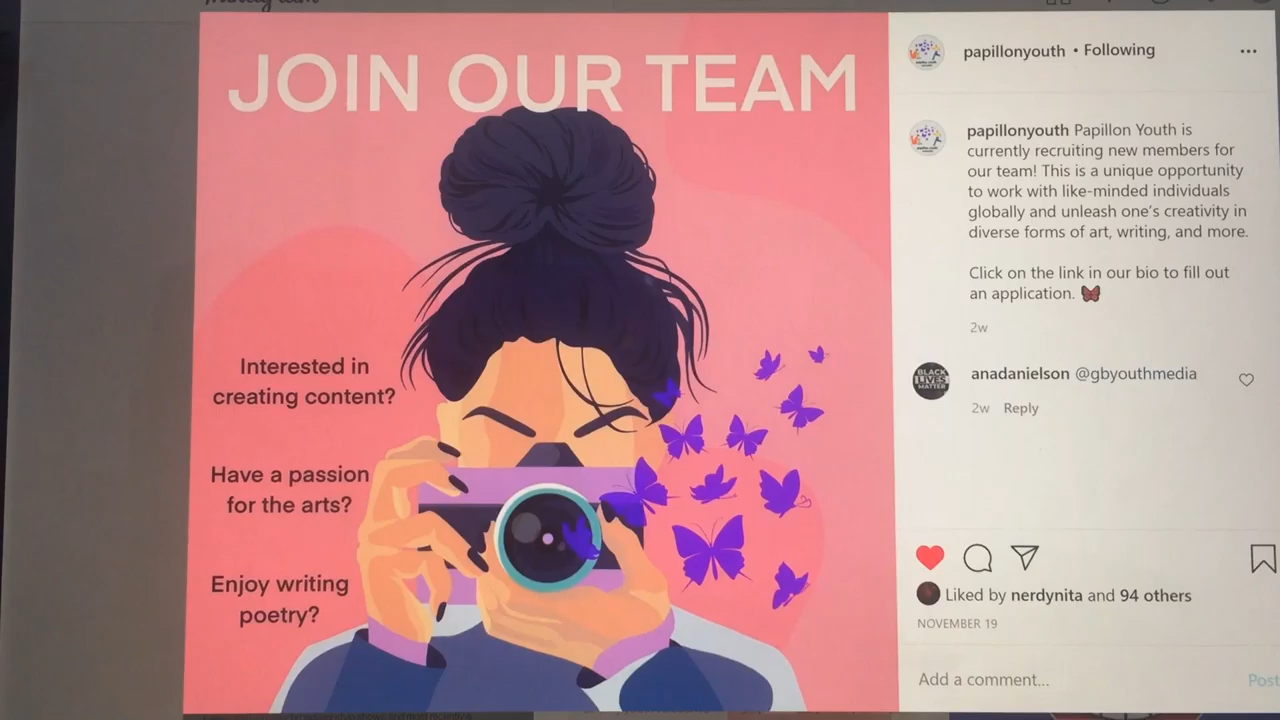 JOIN OUR TEAM
Interested in
creating content?
Have a passion
for the arts?
Enjoy writing
poetry?
papillonyouth • Following
papillonyouth Papillon Youth is
currently recruiting new members for
our team! This is a unique opportunity
to work with like-minded individuals
globally and unleash one's creativity in
diverse forms of art, writing, and more.
Click on the link in our bio to fill out
an application. 🦋
2w
BLACK
LIVES
MATTER
anadanielson @gbyouthmedia
2w Reply
Liked by nerdynita and 94 others
NOVEMBER 19
Add a comment...
Post